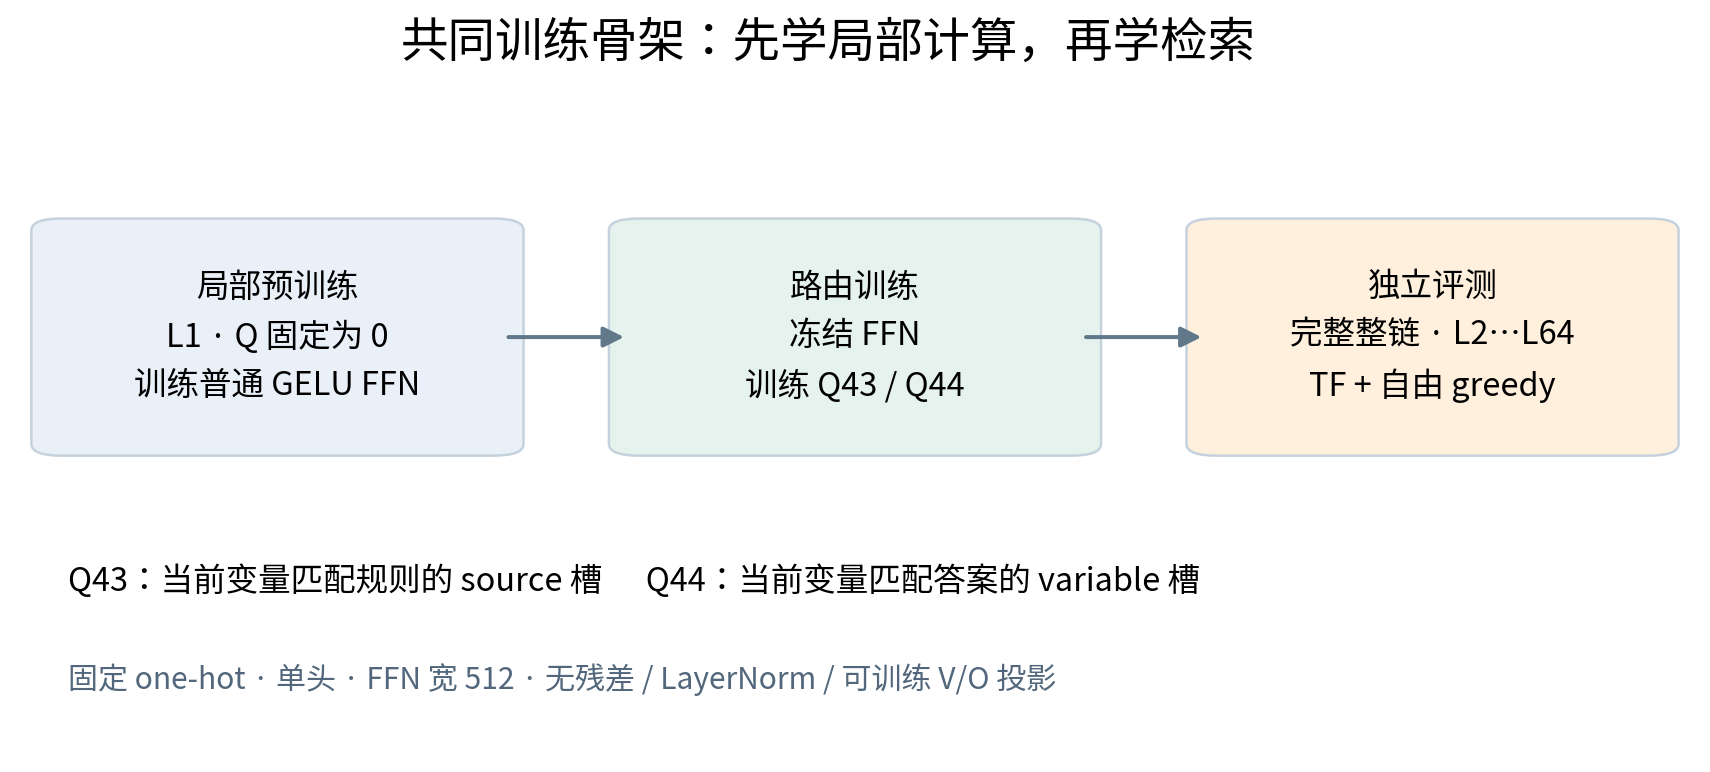 共同训练骨架：先学局部计算，再学检索
局部预训练
L1 · Q 固定为 0
训练普通 GELU FFN
路由训练
冻结 FFN
训练 Q43 / Q44
独立评测
完整整链 · L2…L64
TF + 自由 greedy
Q43：当前变量匹配规则的 source 槽
Q44：当前变量匹配答案的 variable 槽
固定 one-hot · 单头 · FFN 宽 512 · 无残差 / LayerNorm / 可训练 V/O 投影